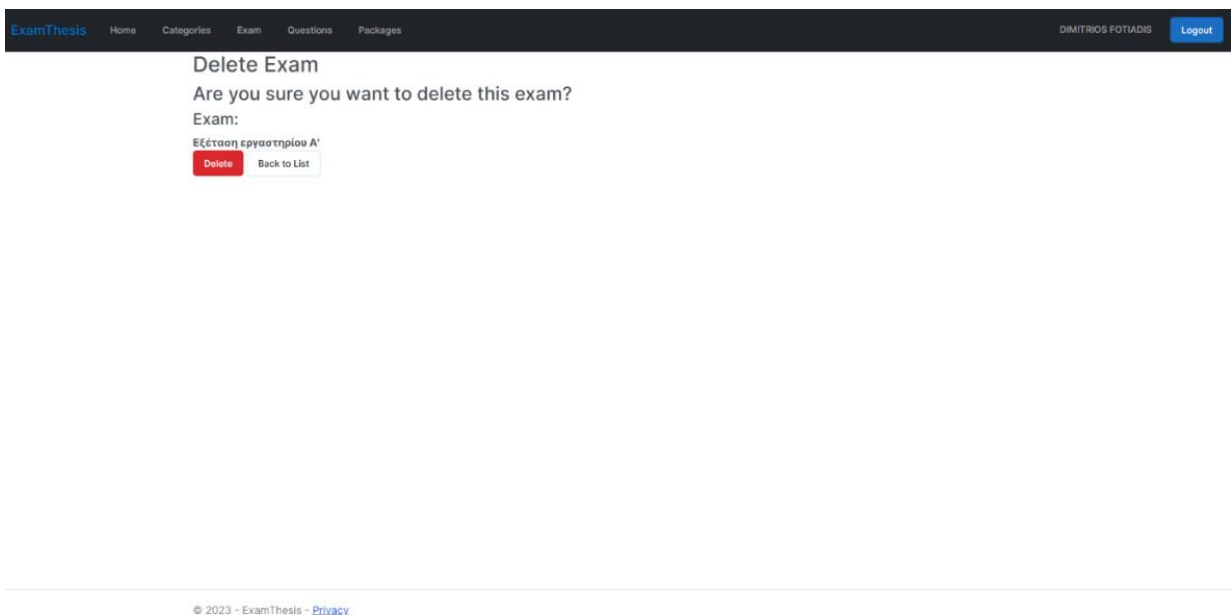 ExamThesis Home Categories Exam Questions Packages DIMITRIOS FOTIADIS Logout
Delete Exam
Are you sure you want to delete this exam?
Exam:
Εξέταση εργαστηρίου Α'
Delete Back to List
© 2023 - ExamThesis - Privacy